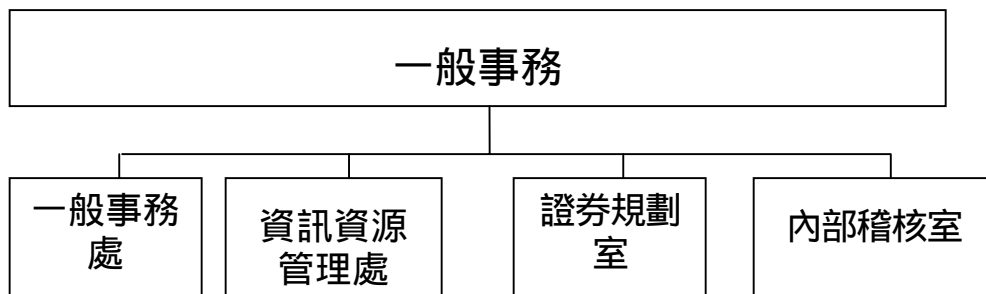 一般事務
一般事務
處
資訊資源
管理處
證券規劃
室
內部稽核室